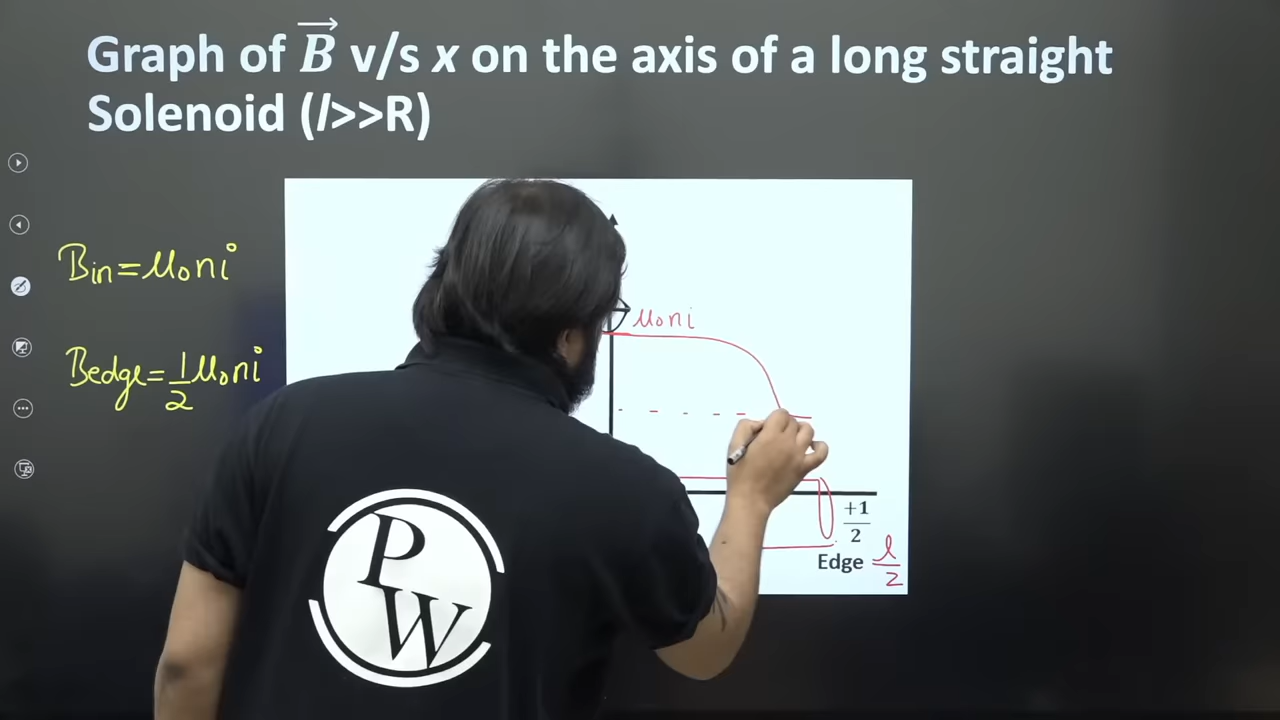 Graph of B⃗ v/s x on the axis of a long straight
Solenoid (l>>R)
Bin = μ₀ni
Bedge = 1/2 μ₀ni
μ₀ni
+1/2
Edge l/2
PW